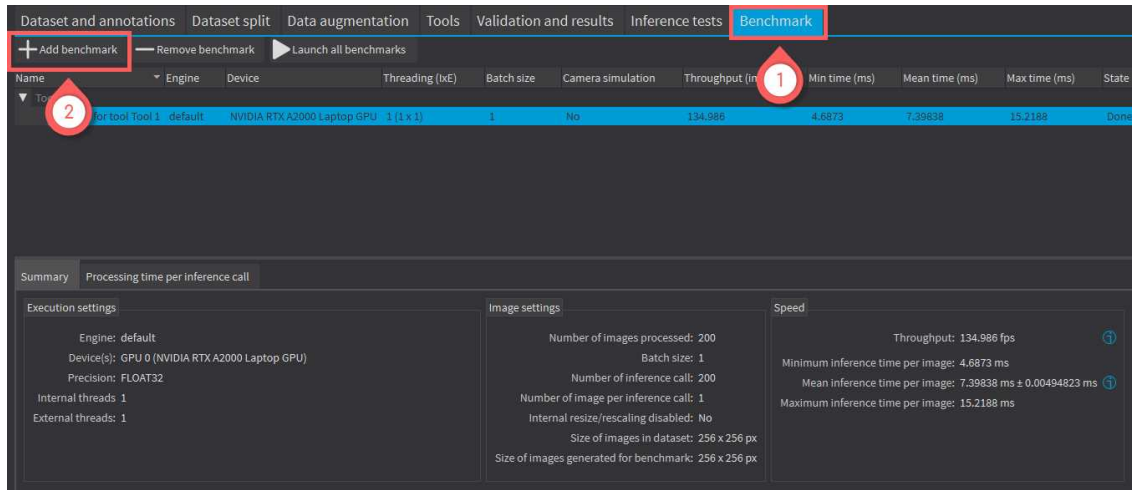 Dataset and annotations Dataset split Data augmentation Tools Validation and results Inference tests Benchmark
Add benchmark Remove benchmark Launch all benchmarks
Name Engine Device Threading (IxE) Batch size Camera simulation Throughput (im 1 Min time (ms) Mean time (ms) Max time (ms) State
2 for tool Tool 1 default NVIDIA RTX A2000 Laptop GPU 1 (1 x 1) 1 No 134.986 4.6873 7.39838 15.2188 Done
Summary Processing time per inference call
Execution settings
Engine: default
Device(s): GPU 0 (NVIDIA RTX A2000 Laptop GPU)
Precision: FLOAT32
Internal threads 1
External threads: 1
Image settings
Number of images processed: 200
Batch size: 1
Number of inference call: 200
Number of image per inference call: 1
Internal resize/rescaling disabled: No
Size of images in dataset: 256 x 256 px
Size of images generated for benchmark: 256 x 256 px
Speed
Throughput: 134.986 fps
Minimum inference time per image: 4.6873 ms
Mean inference time per image: 7.39838 ms ± 0.00494823 ms
Maximum inference time per image: 15.2188 ms